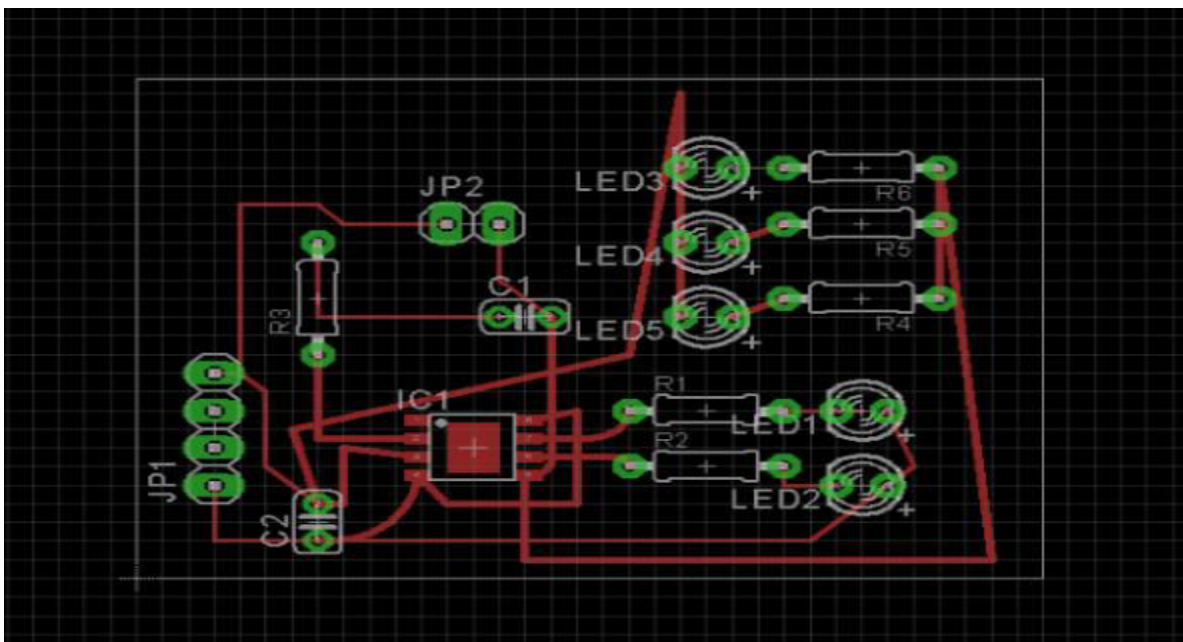 JP2
LED3
+
R6
LED4
+
R5
C1
R3
LED5
+
R4
IC1
R1
LED1
+
R2
JP1
LED2
+
C2